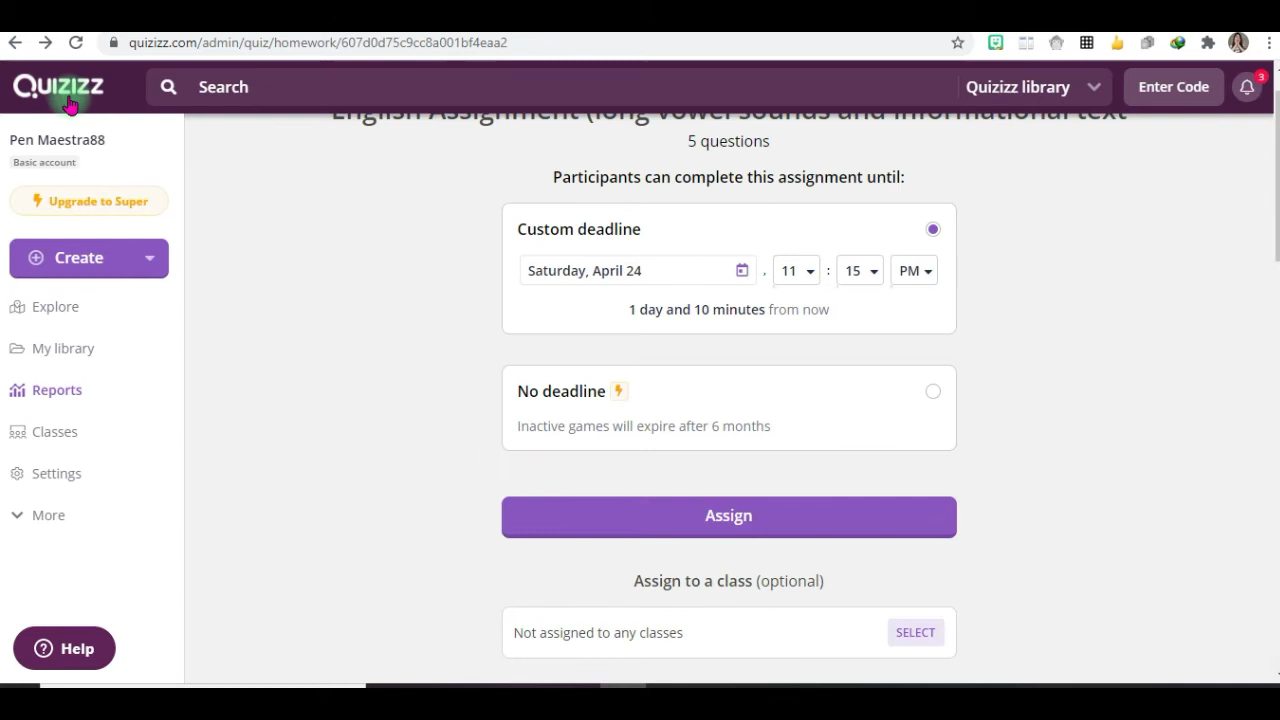 quizizz.com/admin/quiz/homework/607d0d75c9cc8a001bf4eaa2
Quizizz
Search
Quizizz library
Enter Code
3
Pen Maestra88
Basic account
Upgrade to Super
Create
Explore
My library
Reports
Classes
Settings
More
Help
English Assignment (long vowel sounds and informational text
5 questions
Participants can complete this assignment until:
Custom deadline
Saturday, April 24 , 11 : 15 PM
1 day and 10 minutes from now
No deadline
Inactive games will expire after 6 months
Assign
Assign to a class (optional)
Not assigned to any classes SELECT